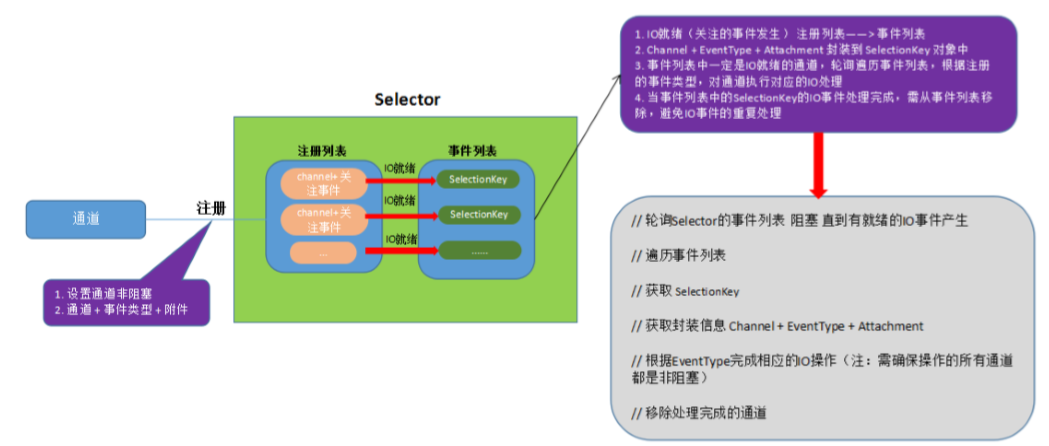 Selector
注册列表
事件列表
channel+ 关
注事件
IO就绪
SelectionKey
channel+ 关
注事件
IO就绪
SelectionKey
...
IO就绪
......
通道
注册
1. 设置通道非阻塞
2. 通道 + 事件类型 + 附件
1. IO就绪（关注的事件发生） 注册列表——> 事件列表
2. Channel + EventType + Attachment 封装到 SelectionKey 对象中
3. 事件列表中一定是IO就绪的通道，轮询遍历事件列表，根据注册
的事件类型，对通道执行对应的IO处理
4. 当事件列表中的SelectionKey的IO事件处理完成，需从事件列表移
除，避免IO事件的重复处理
// 轮询Selector的事件列表 阻塞 直到有就绪的IO事件产生
// 遍历事件列表
// 获取 SelectionKey
// 获取封装信息 Channel + EventType + Attachment
// 根据EventType完成相应的IO操作（注：需确保操作的所有通道
都是非阻塞）
// 移除处理完成的通道